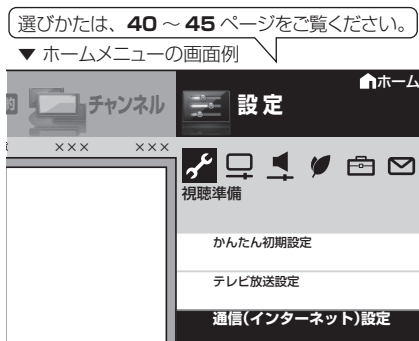 選びかたは、40～45ページをご覧ください。
▼ ホームメニューの画面例
ホーム
チャンネル
設定
××× ×××
視聴準備
かんたん初期設定
テレビ放送設定
通信(インターネット)設定